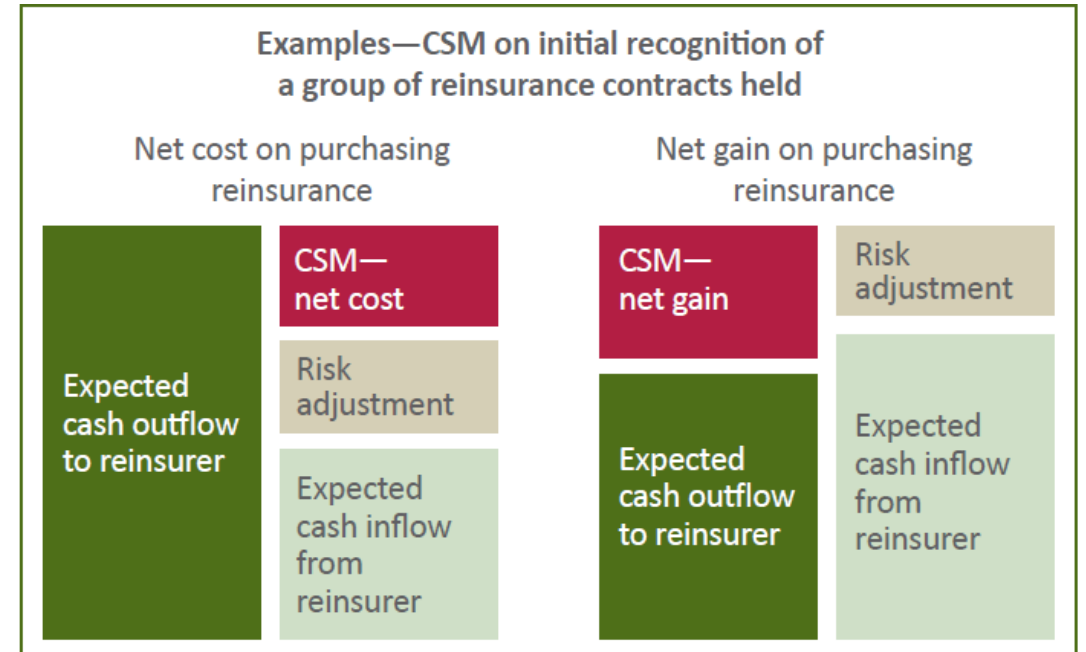 Examples—CSM on initial recognition of
a group of reinsurance contracts held
Net cost on purchasing
reinsurance
Expected
cash outflow
to reinsurer
CSM—
net cost
Risk
adjustment
Expected
cash inflow
from
reinsurer
Net gain on purchasing
reinsurance
CSM—
net gain
Expected
cash outflow
to reinsurer
Risk
adjustment
Expected
cash inflow
from
reinsurer